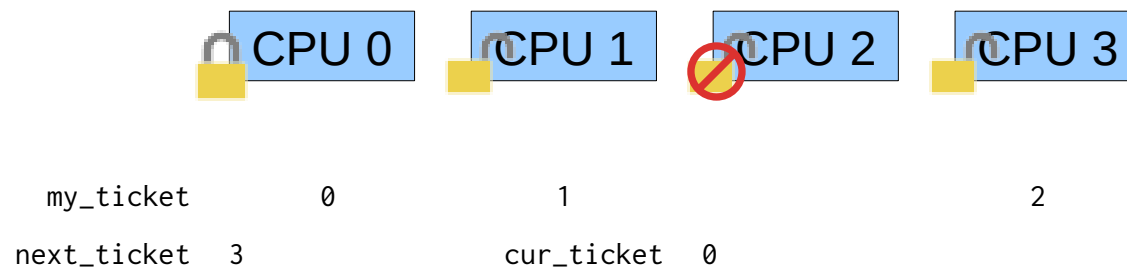 CPU 0 CPU 1 CPU 2 CPU 3
my_ticket 0 1 2
next_ticket 3 cur_ticket 0